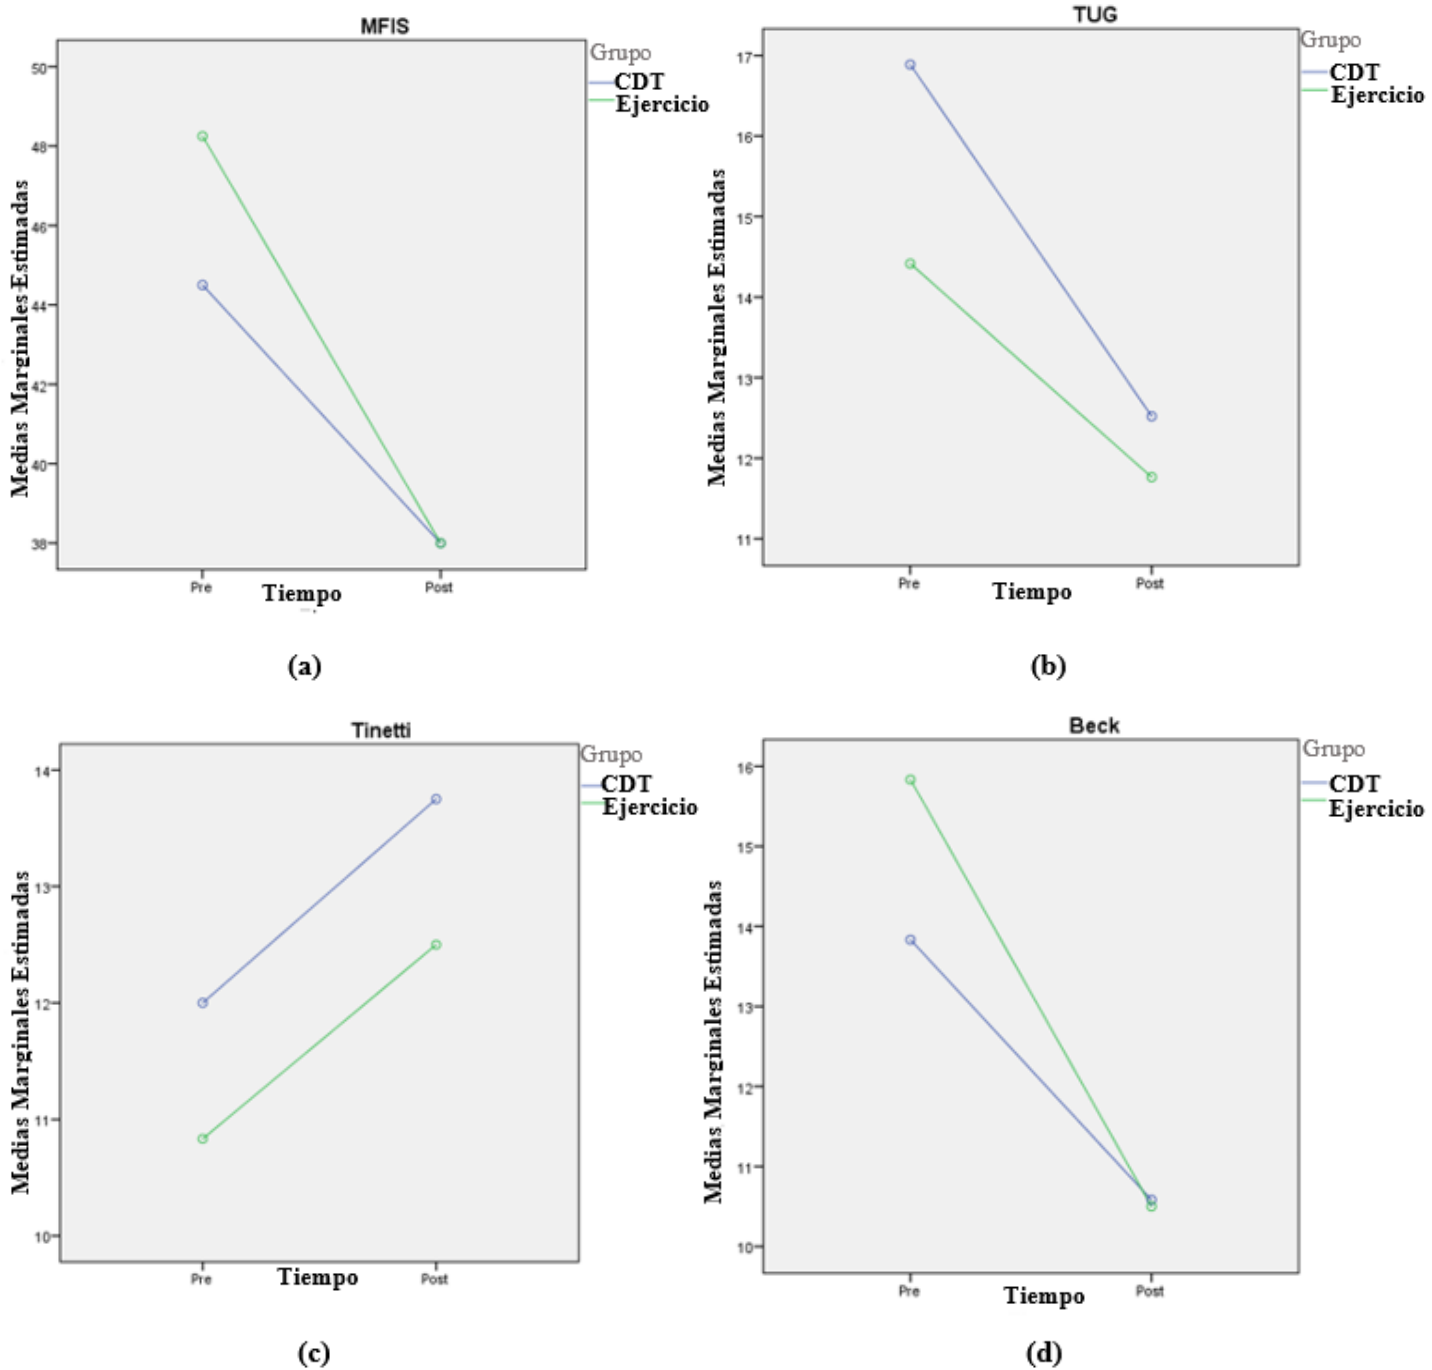 MFIS
Grupo
CDT
Ejercicio
Medias Marginales Estimadas
50
48
46
44
42
40
38
Pre
Tiempo
Post
(a)
TUG
Grupo
CDT
Ejercicio
Medias Marginales Estimadas
17
16
15
14
13
12
11
Pre
Tiempo
Post
(b)
Tinetti
Grupo
CDT
Ejercicio
Medias Marginales Estimadas
14
13
12
11
10
Pre
Tiempo
Post
(c)
Beck
Grupo
CDT
Ejercicio
Medias Marginales Estimadas
16
15
14
13
12
11
10
Pre
Tiempo
Post
(d)